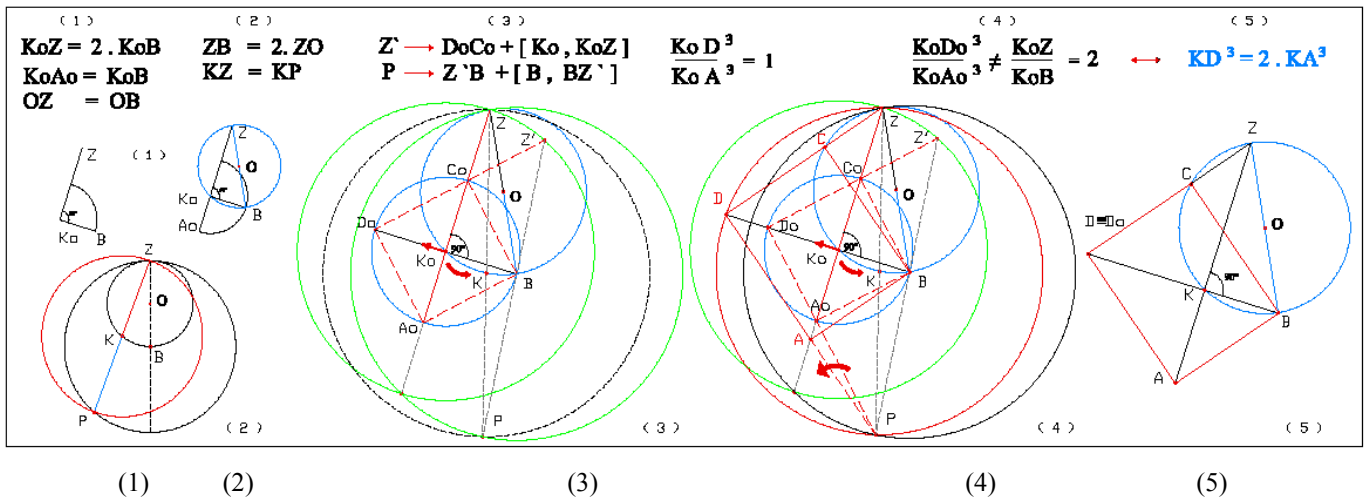 ( 1 ) ( 2 ) ( 3 ) ( 4 ) ( 5 )
KoZ = 2 . KoB
KoAo = KoB
OZ = OB
ZB = 2. ZO
KZ = KP
Z` → DoCo + [ Ko , KoZ ]
P → Z `B + [ B , BZ ` ]
Ko D ³ / Ko A ³ = 1
KoDo ³ / KoAo ³ ≠ KoZ / KoB = 2 ↔ KD ³ = 2 . KA³
Z
( 1 )
Ko
B
Z
O
Ko
B
Ao
Z
O
K
B
P
( 2 )
Z
Z'
Co
O
Do
90°
Ko
K
B
Ao
P
( 3 )
Z
Z'
C
Co
O
D
Do
90°
Ko
K
B
Ao
A
P
( 4 )
Z
C
O
D≡Do
90°
K
B
A
( 5 )
(1) (2) (3) (4) (5)